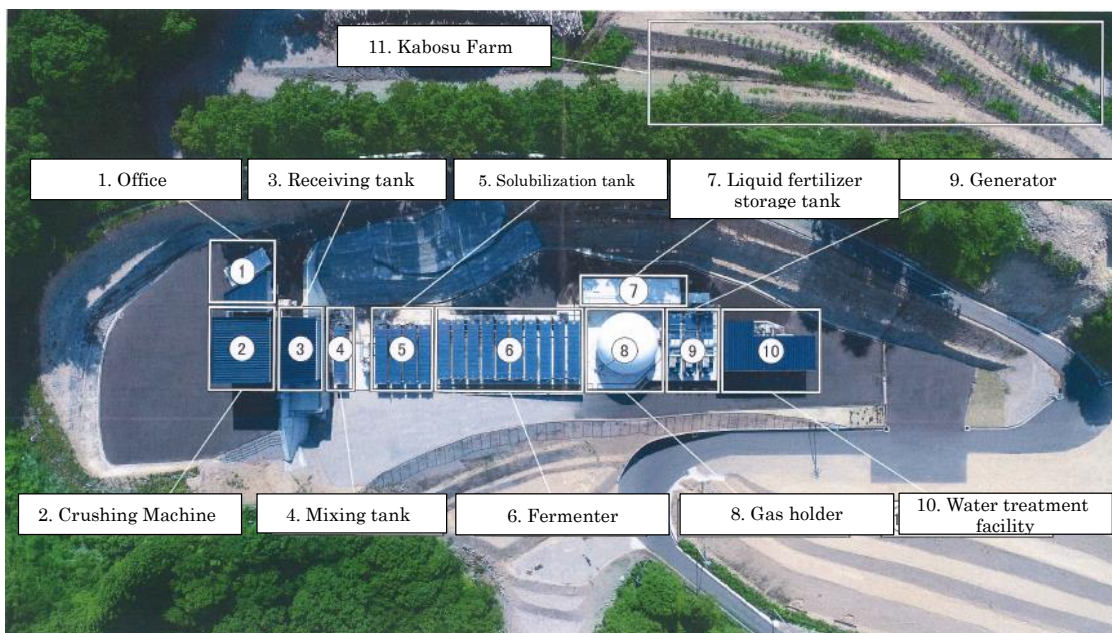 11. Kabosu Farm
1. Office
3. Receiving tank
5. Solubilization tank
7. Liquid fertilizer
storage tank
9. Generator
1
7
2
3
4
5
6
8
9
10
2. Crushing Machine
4. Mixing tank
6. Fermenter
8. Gas holder
10. Water treatment
facility